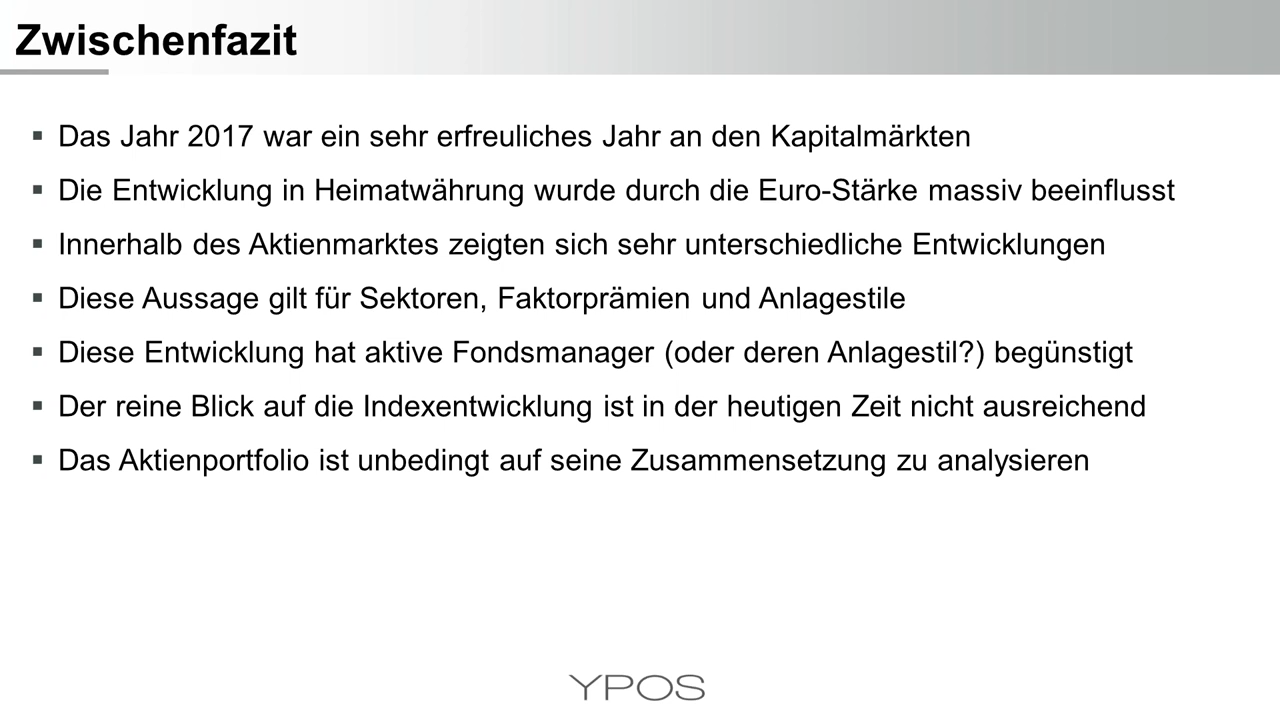 Zwischenfazit
▪ Das Jahr 2017 war ein sehr erfreuliches Jahr an den Kapitalmärkten
▪ Die Entwicklung in Heimatwährung wurde durch die Euro-Stärke massiv beeinflusst
▪ Innerhalb des Aktienmarktes zeigten sich sehr unterschiedliche Entwicklungen
▪ Diese Aussage gilt für Sektoren, Faktorprämien und Anlagestile
▪ Diese Entwicklung hat aktive Fondsmanager (oder deren Anlagestil?) begünstigt
▪ Der reine Blick auf die Indexentwicklung ist in der heutigen Zeit nicht ausreichend
▪ Das Aktienportfolio ist unbedingt auf seine Zusammensetzung zu analysieren
YPOS